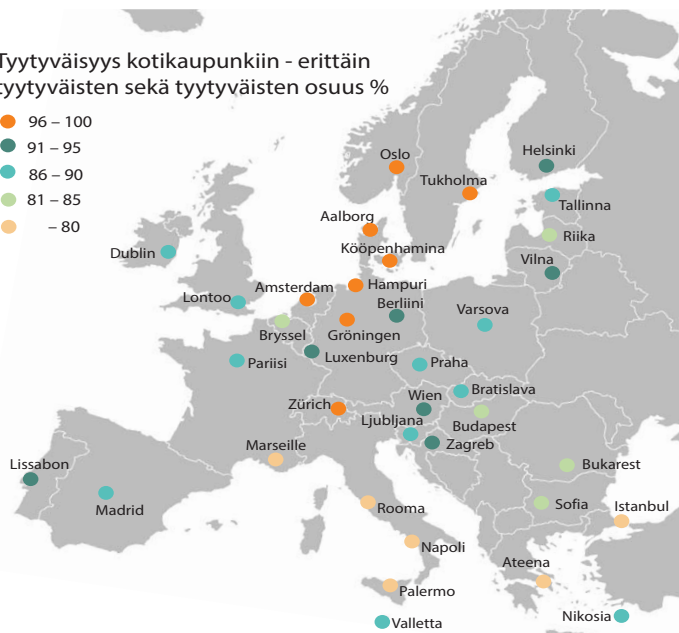 Tyytyväisyys kotikaupunkiin - erittäin
tyytyväisten sekä tyytyväisten osuus %
96 – 100
91 – 95
86 – 90
81 – 85
– 80
Oslo
Helsinki
Tukholma
Tallinna
Aalborg
Riika
Kööpenhamina
Dublin
Vilna
Amsterdam
Hampuri
Lontoo
Berliini
Varsova
Bryssel
Gröningen
Luxenburg
Pariisi
Praha
Bratislava
Wien
Zürich
Ljubljana
Budapest
Marseille
Zagreb
Lissabon
Bukarest
Madrid
Rooma
Sofia
Istanbul
Napoli
Ateena
Palermo
Nikosia
Valletta